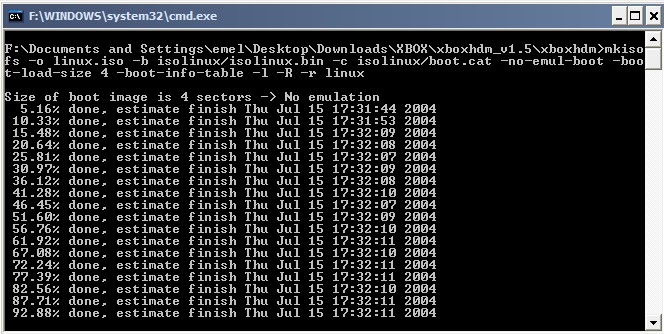 F:\WINDOWS\system32\cmd.exe
F:\Documents and Settings\emel\Desktop\Downloads\XBOX\xboxhdm_v1.5\xboxhdm>mkiso
fs -o linux.iso -b isolinux/isolinux.bin -c isolinux/boot.cat -no-emul-boot -boo
t-load-size 4 -boot-info-table -l -R -r linux
Size of boot image is 4 sectors -> No emulation
5.16% done, estimate finish Thu Jul 15 17:31:44 2004
10.33% done, estimate finish Thu Jul 15 17:31:53 2004
15.48% done, estimate finish Thu Jul 15 17:32:09 2004
20.64% done, estimate finish Thu Jul 15 17:32:08 2004
25.81% done, estimate finish Thu Jul 15 17:32:07 2004
30.97% done, estimate finish Thu Jul 15 17:32:09 2004
36.12% done, estimate finish Thu Jul 15 17:32:08 2004
41.28% done, estimate finish Thu Jul 15 17:32:10 2004
46.45% done, estimate finish Thu Jul 15 17:32:07 2004
51.60% done, estimate finish Thu Jul 15 17:32:09 2004
56.76% done, estimate finish Thu Jul 15 17:32:10 2004
61.92% done, estimate finish Thu Jul 15 17:32:11 2004
67.08% done, estimate finish Thu Jul 15 17:32:10 2004
72.24% done, estimate finish Thu Jul 15 17:32:11 2004
77.39% done, estimate finish Thu Jul 15 17:32:11 2004
82.56% done, estimate finish Thu Jul 15 17:32:10 2004
87.71% done, estimate finish Thu Jul 15 17:32:11 2004
92.88% done, estimate finish Thu Jul 15 17:32:11 2004